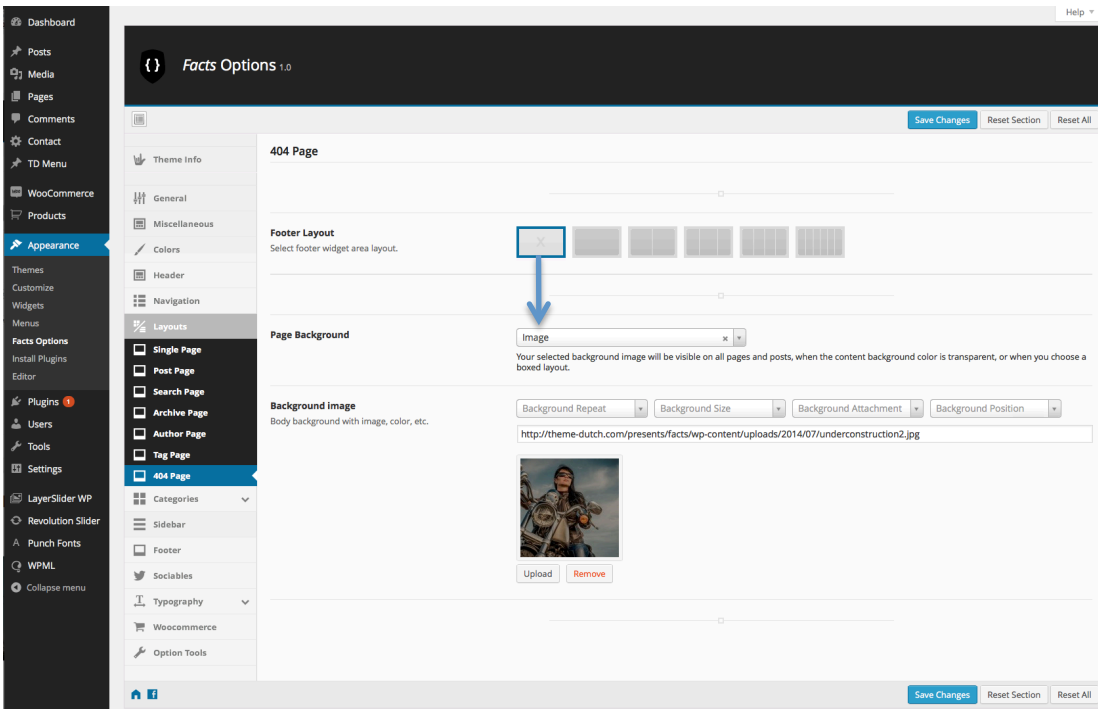 Help
Dashboard
Posts
Media
Pages
Comments
Contact
TD Menu
WooCommerce
Products
Appearance
Themes
Customize
Widgets
Menus
Facts Options
Install Plugins
Editor
Plugins 1
Users
Tools
Settings
LayerSlider WP
Revolution Slider
Punch Fonts
WPML
Collapse menu
Facts Options 1.0
Save Changes Reset Section Reset All
Theme Info
General
Miscellaneous
Colors
Header
Navigation
Layouts
Single Page
Post Page
Search Page
Archive Page
Author Page
Tag Page
404 Page
Categories
Sidebar
Footer
Sociables
Typography
Woocommerce
Option Tools
404 Page
Footer Layout
Select footer widget area layout.
X
Page Background
Image
Your selected background image will be visible on all pages and posts, when the content background color is transparent, or when you choose a
boxed layout.
Background image
Body background with image, color, etc.
Background Repeat Background Size Background Attachment Background Position
http://theme-dutch.com/presents/facts/wp-content/uploads/2014/07/underconstruction2.jpg
Upload Remove
Save Changes Reset Section Reset All